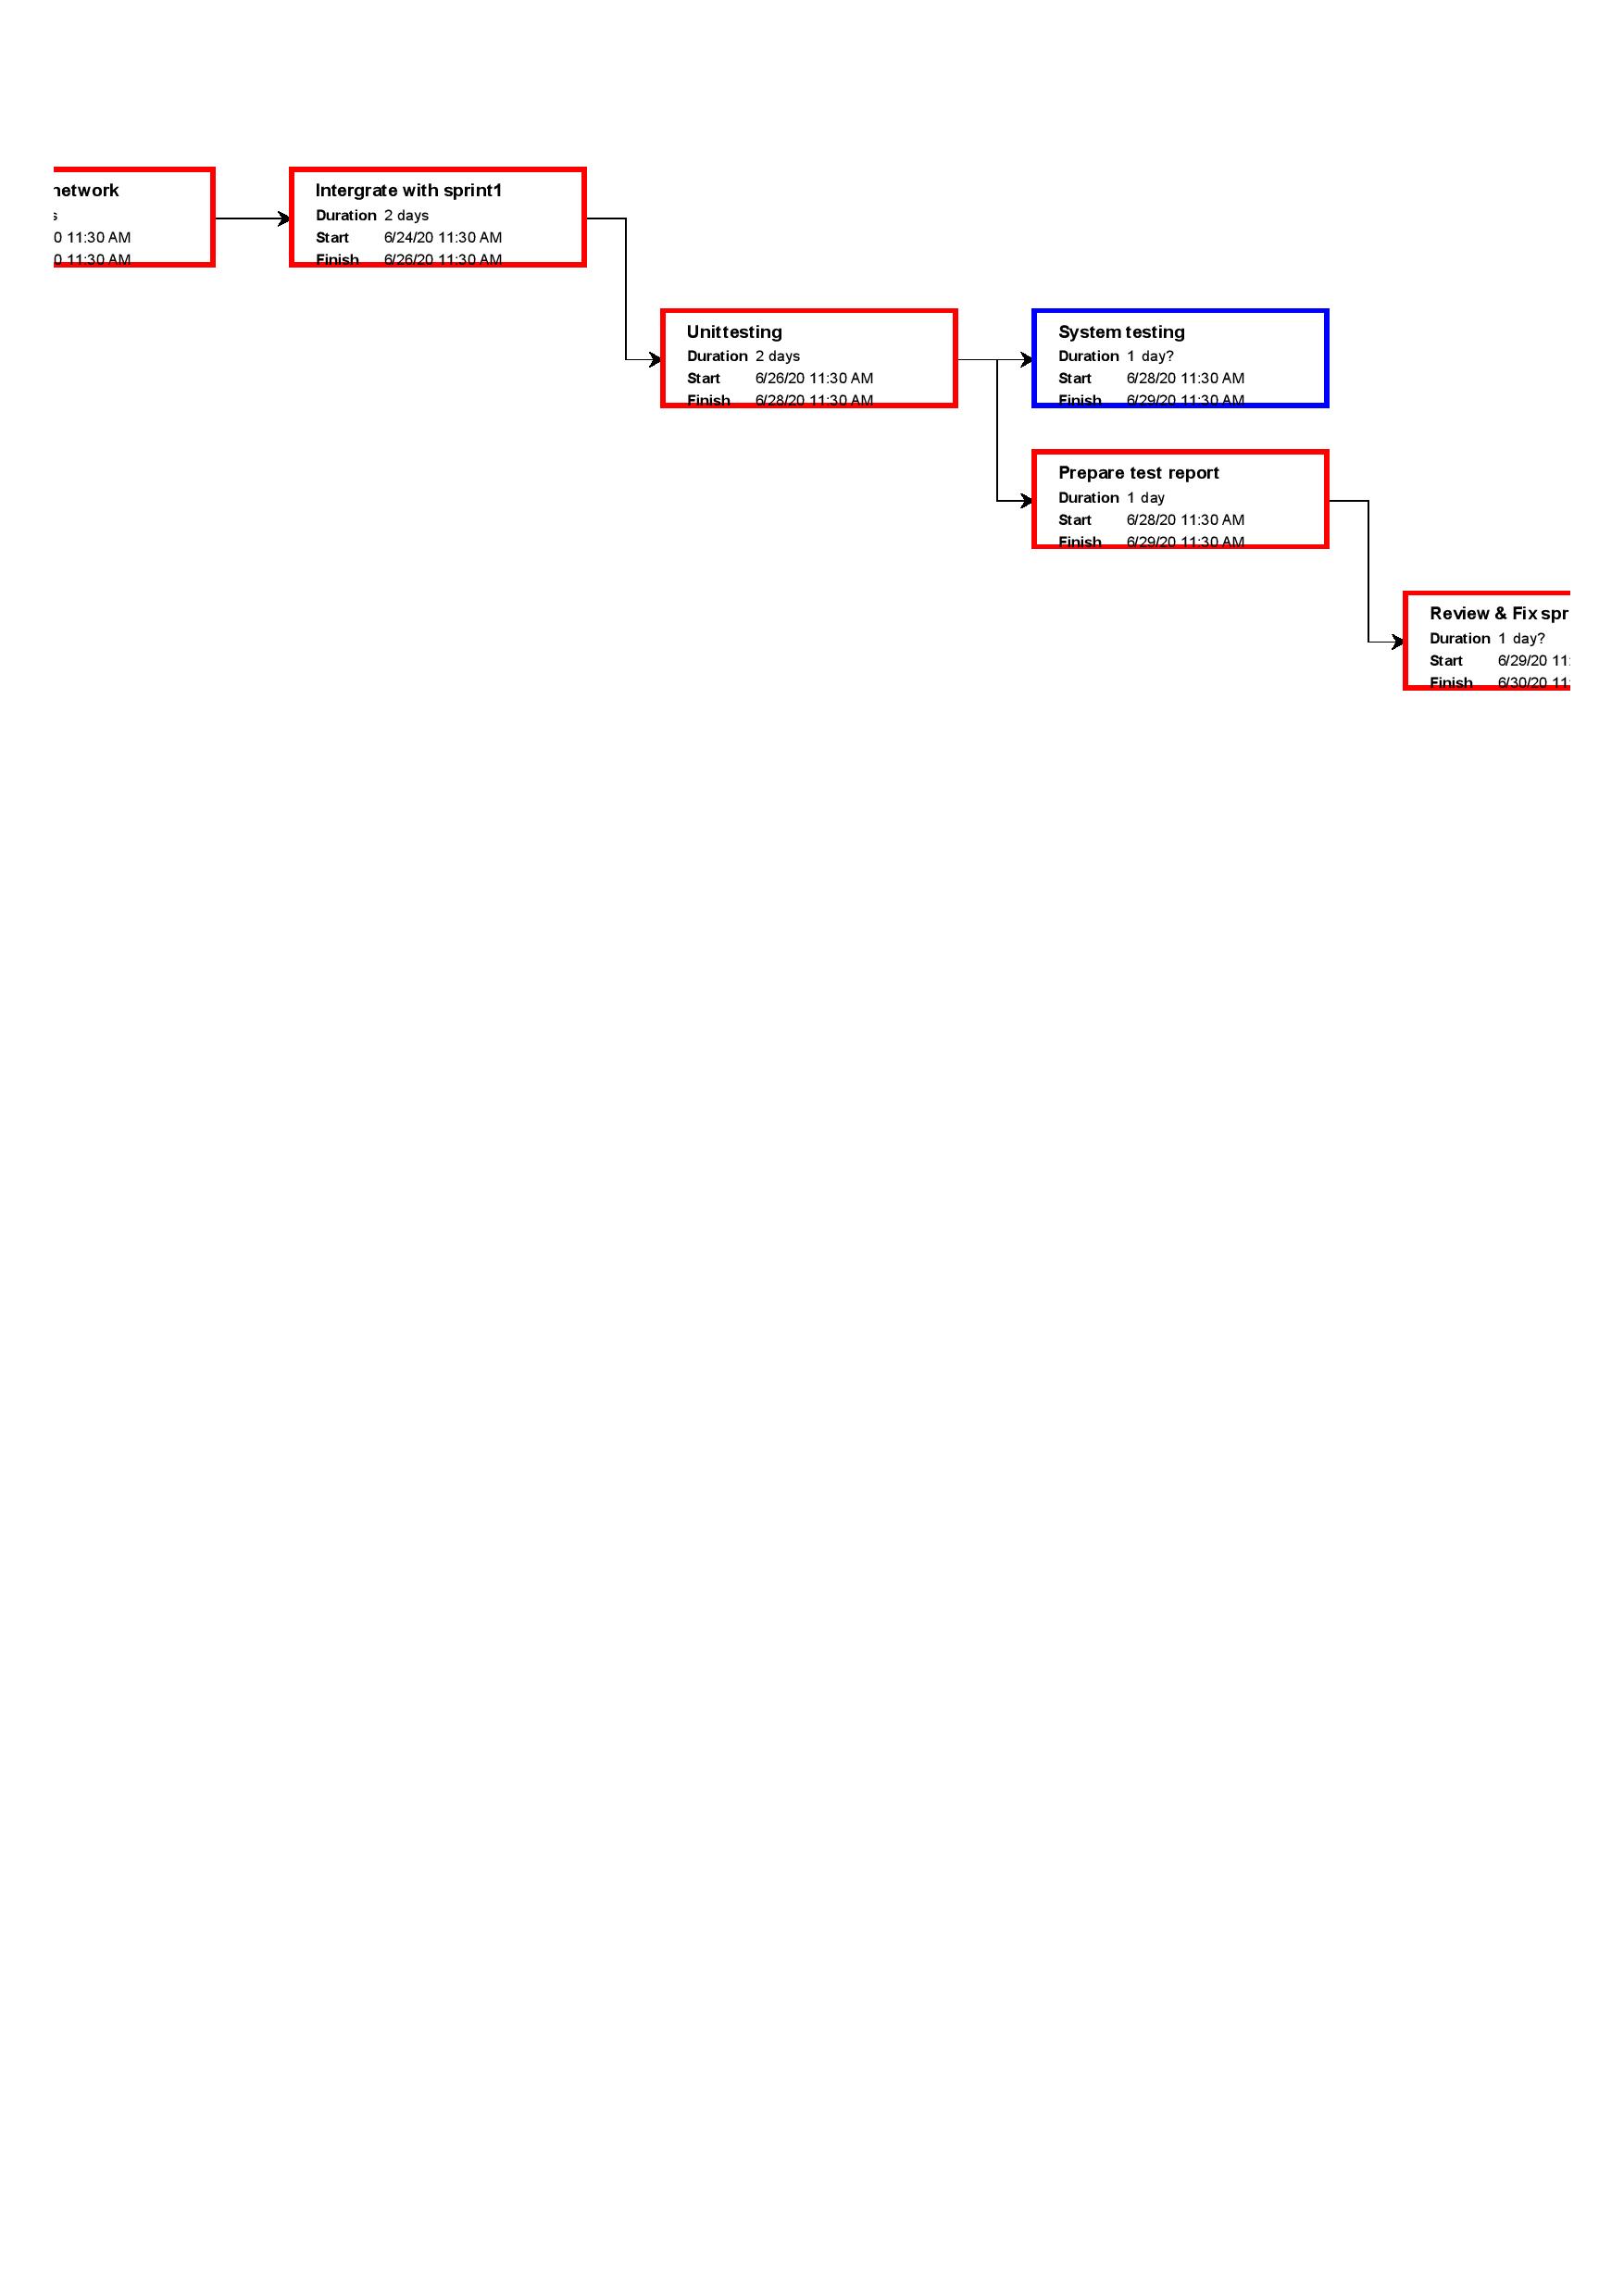 network
s
0 11:30 AM
0 11:30 AM
Intergrate with sprint1
Duration 2 days
Start 6/24/20 11:30 AM
Finish 6/26/20 11:30 AM
Unit testing
Duration 2 days
Start 6/26/20 11:30 AM
Finish 6/28/20 11:30 AM
System testing
Duration 1 day?
Start 6/28/20 11:30 AM
Finish 6/29/20 11:30 AM
Prepare test report
Duration 1 day
Start 6/28/20 11:30 AM
Finish 6/29/20 11:30 AM
Review & Fix spr
Duration 1 day?
Start 6/29/20 11:
Finish 6/30/20 11: